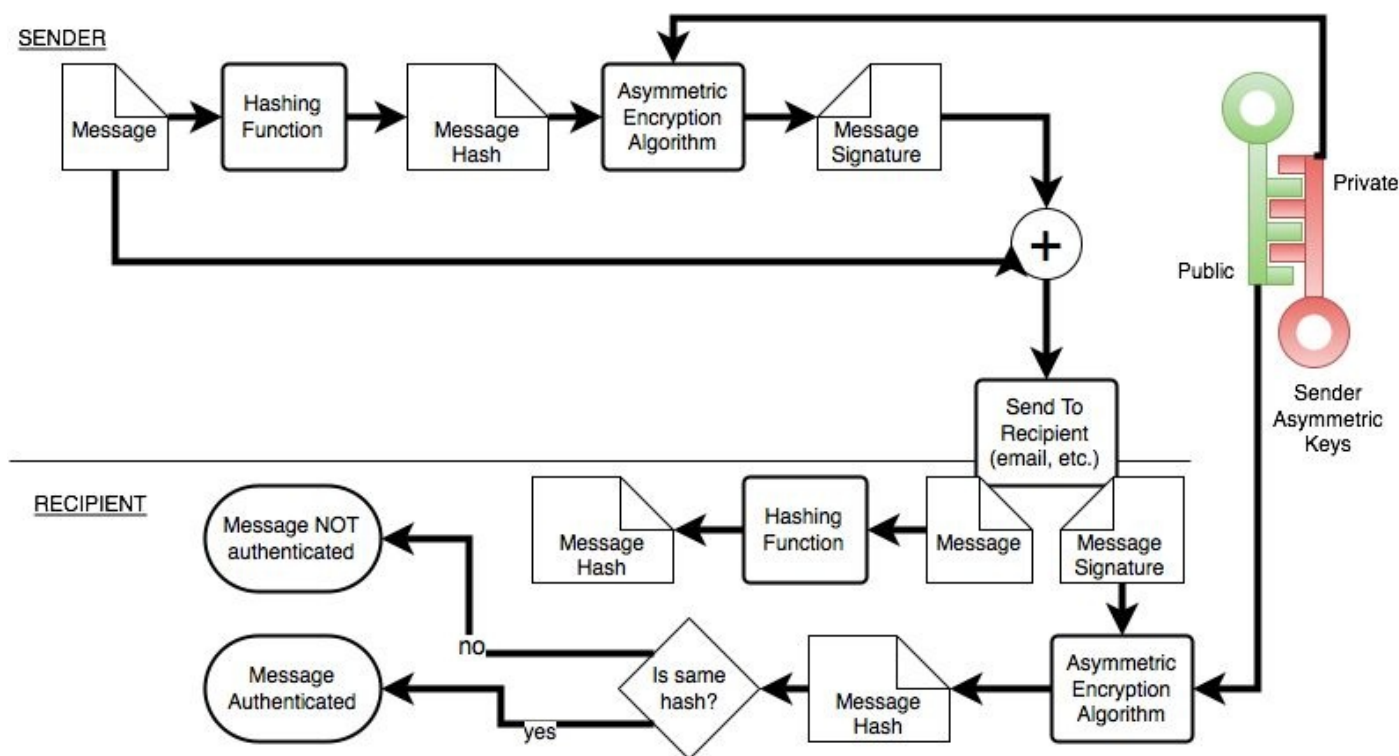 SENDER
Message
Hashing
Function
Message
Hash
Asymmetric
Encryption
Algorithm
Message
Signature
+
Private
Public
Sender
Asymmetric
Keys
Send To
Recipient
(email, etc.)
RECIPIENT
Message NOT
authenticated
Message
Hash
Hashing
Function
Message
Message
Signature
no
Message
Authenticated
yes
Is same
hash?
Message
Hash
Asymmetric
Encryption
Algorithm